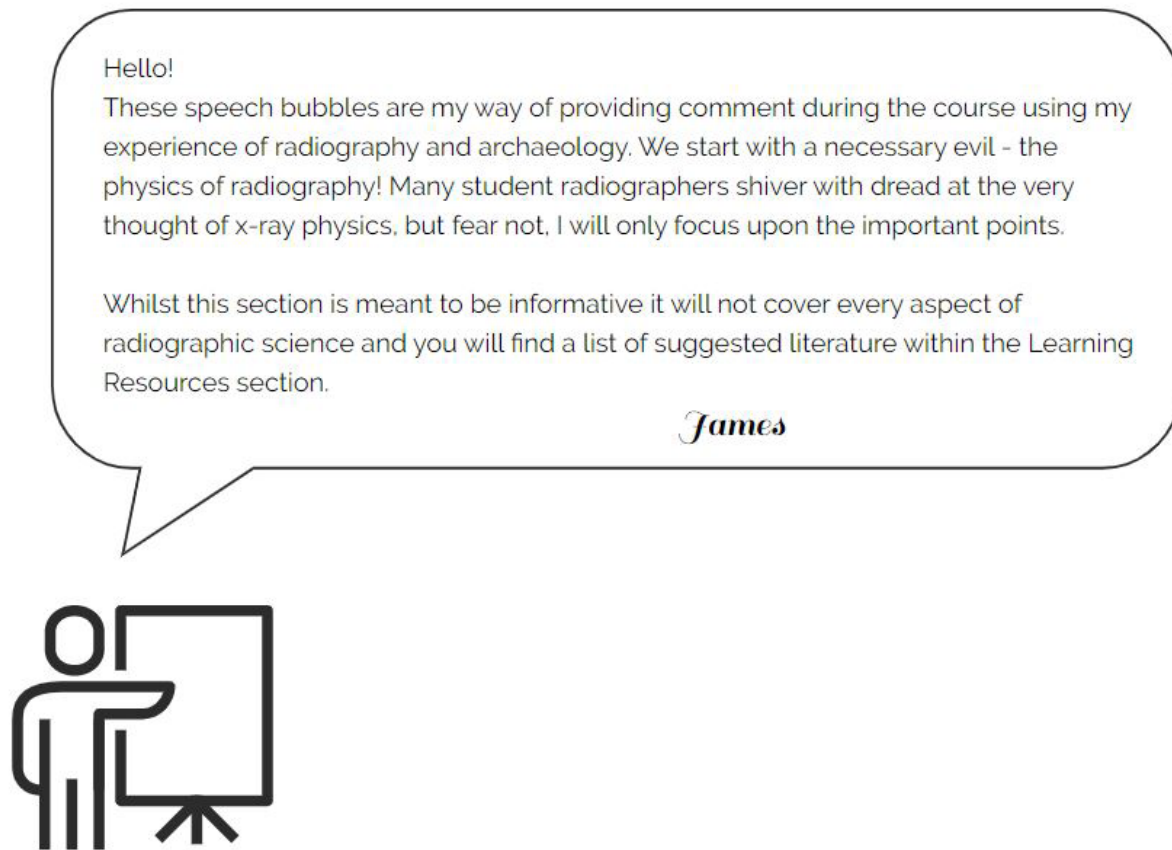 Hello!
These speech bubbles are my way of providing comment during the course using my
experience of radiography and archaeology. We start with a necessary evil - the
physics of radiography! Many student radiographers shiver with dread at the very
thought of x-ray physics, but fear not, I will only focus upon the important points.
Whilst this section is meant to be informative it will not cover every aspect of
radiographic science and you will find a list of suggested literature within the Learning
Resources section.
James